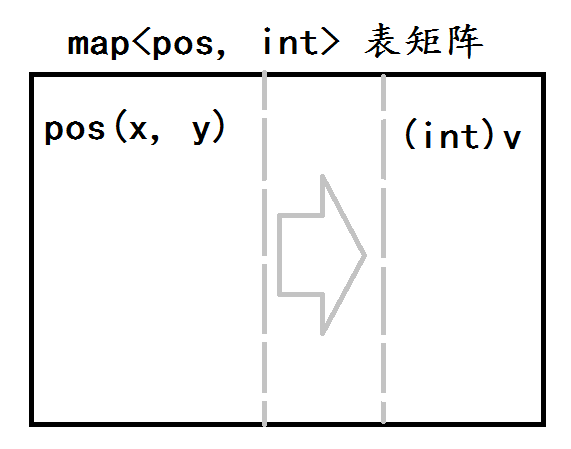 map<pos, int> 表矩阵
pos(x, y)
(int)v